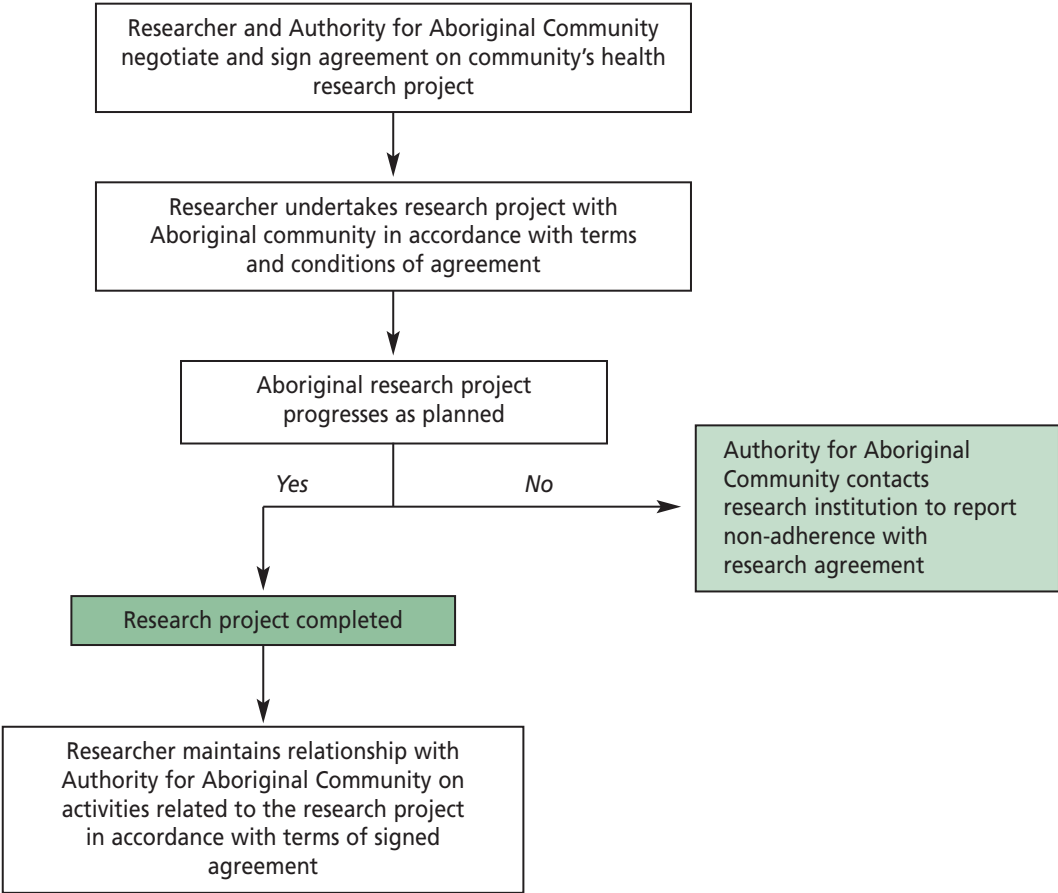 Researcher and Authority for Aboriginal Community
negotiate and sign agreement on community’s health
research project
Researcher undertakes research project with
Aboriginal community in accordance with terms
and conditions of agreement
Aboriginal research project
progresses as planned
Yes
No
Authority for Aboriginal
Community contacts
research institution to report
non-adherence with
research agreement
Research project completed
Researcher maintains relationship with
Authority for Aboriginal Community on
activities related to the research project
in accordance with terms of signed
agreement